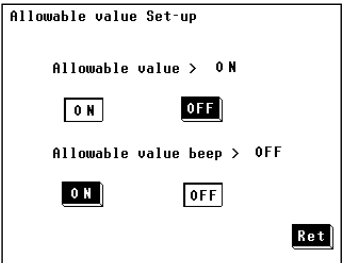 Allowable value Set-up
Allowable value > ON
ON OFF
Allowable value beep > OFF
ON OFF
Ret